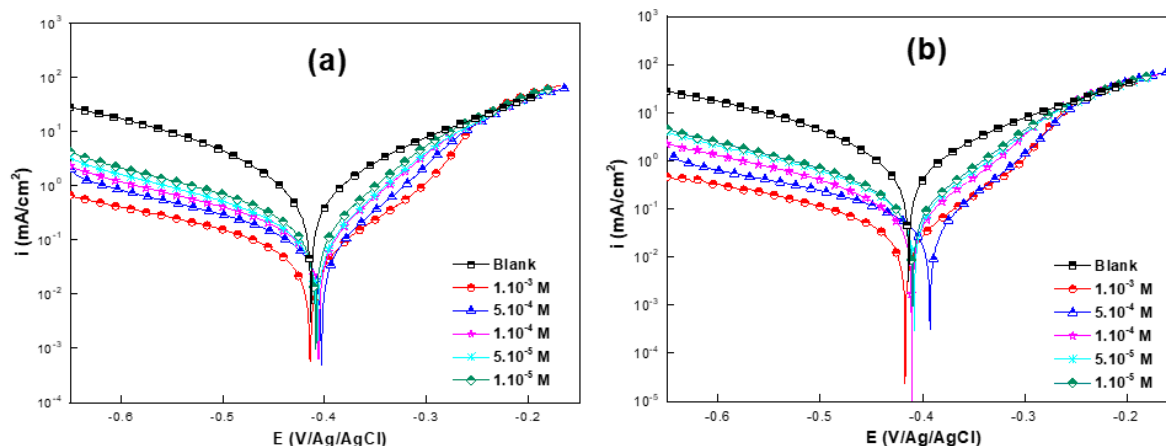 (a)
i (mA/cm²)
10³
10²
10¹
10⁰
10⁻¹
10⁻²
10⁻³
10⁻⁴
Blank
1.10⁻³ M
5.10⁻⁴ M
1.10⁻⁴ M
5.10⁻⁵ M
1.10⁻⁵ M
-0.6 -0.5 -0.4 -0.3 -0.2
E (V/Ag/AgCl)
(b)
i (mA/cm²)
10³
10²
10¹
10⁰
10⁻¹
10⁻²
10⁻³
10⁻⁴
10⁻⁵
Blank
1.10⁻³ M
5.10⁻⁴ M
1.10⁻⁴ M
5.10⁻⁵ M
1.10⁻⁵ M
-0.6 -0.5 -0.4 -0.3 -0.2
E (V/Ag/AgCl)